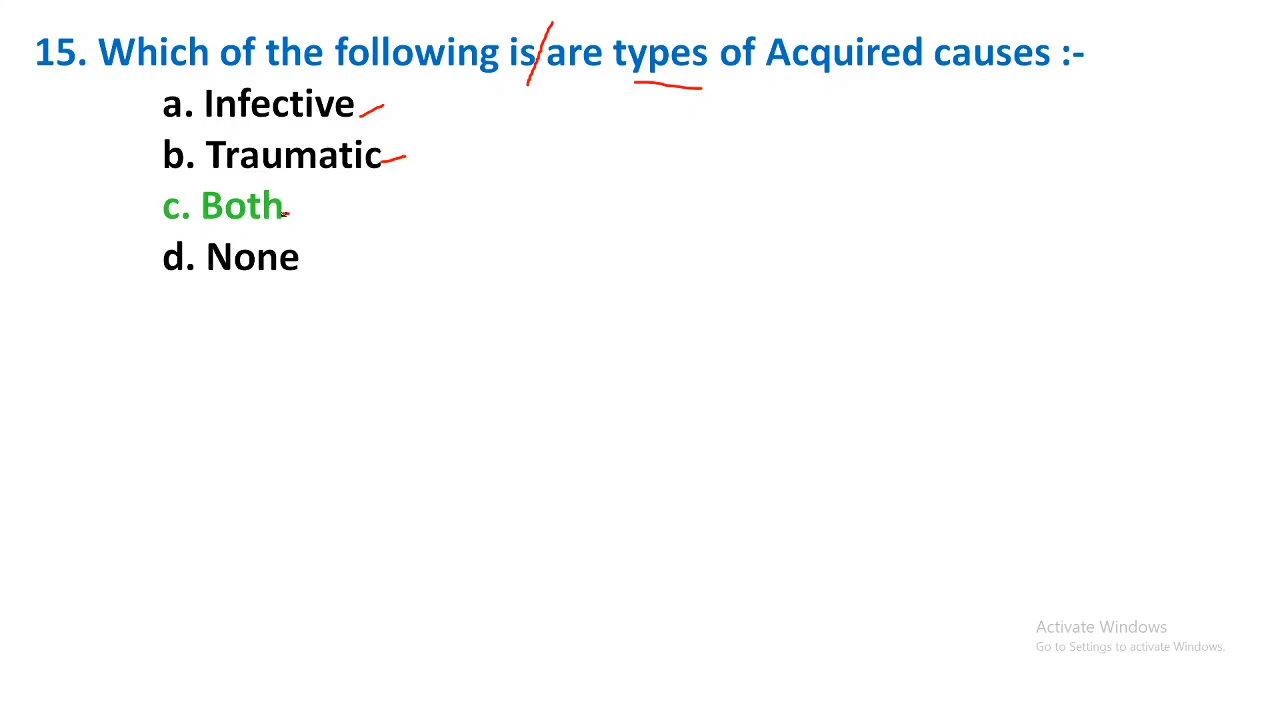 15. Which of the following is/are types of Acquired causes :-
a. Infective
b. Traumatic
c. Both
d. None
Activate Windows
Go to Settings to activate Windows.